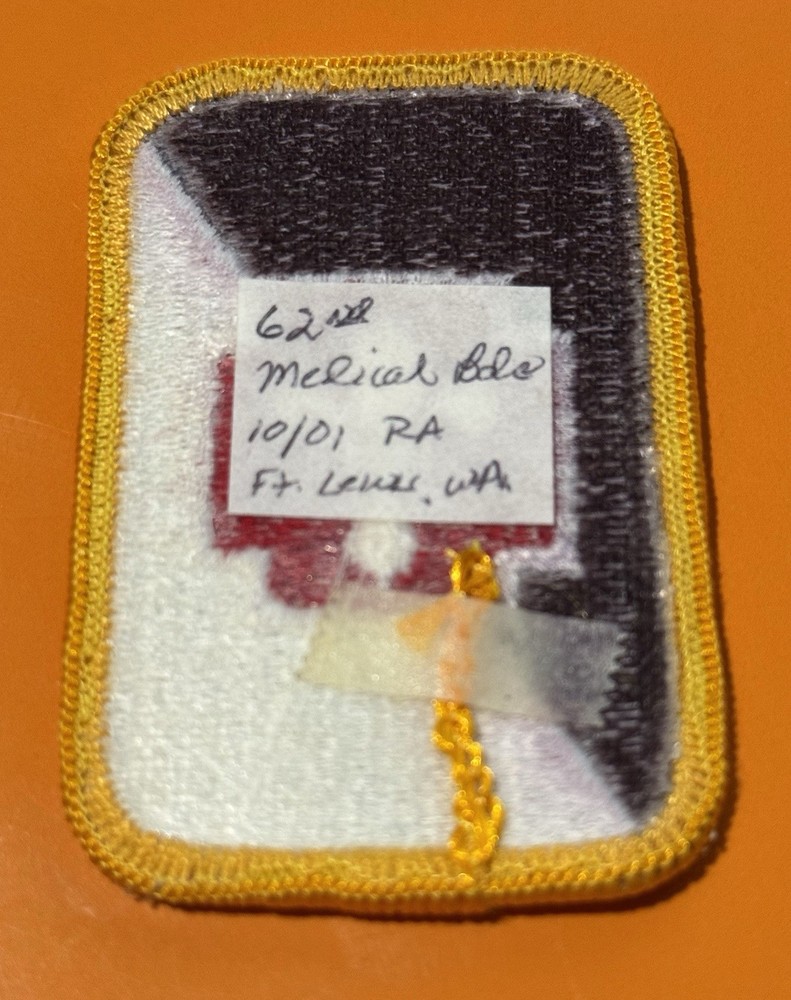 62nd
Medical Bde
10/01 RA
Ft. Lewis, WA.